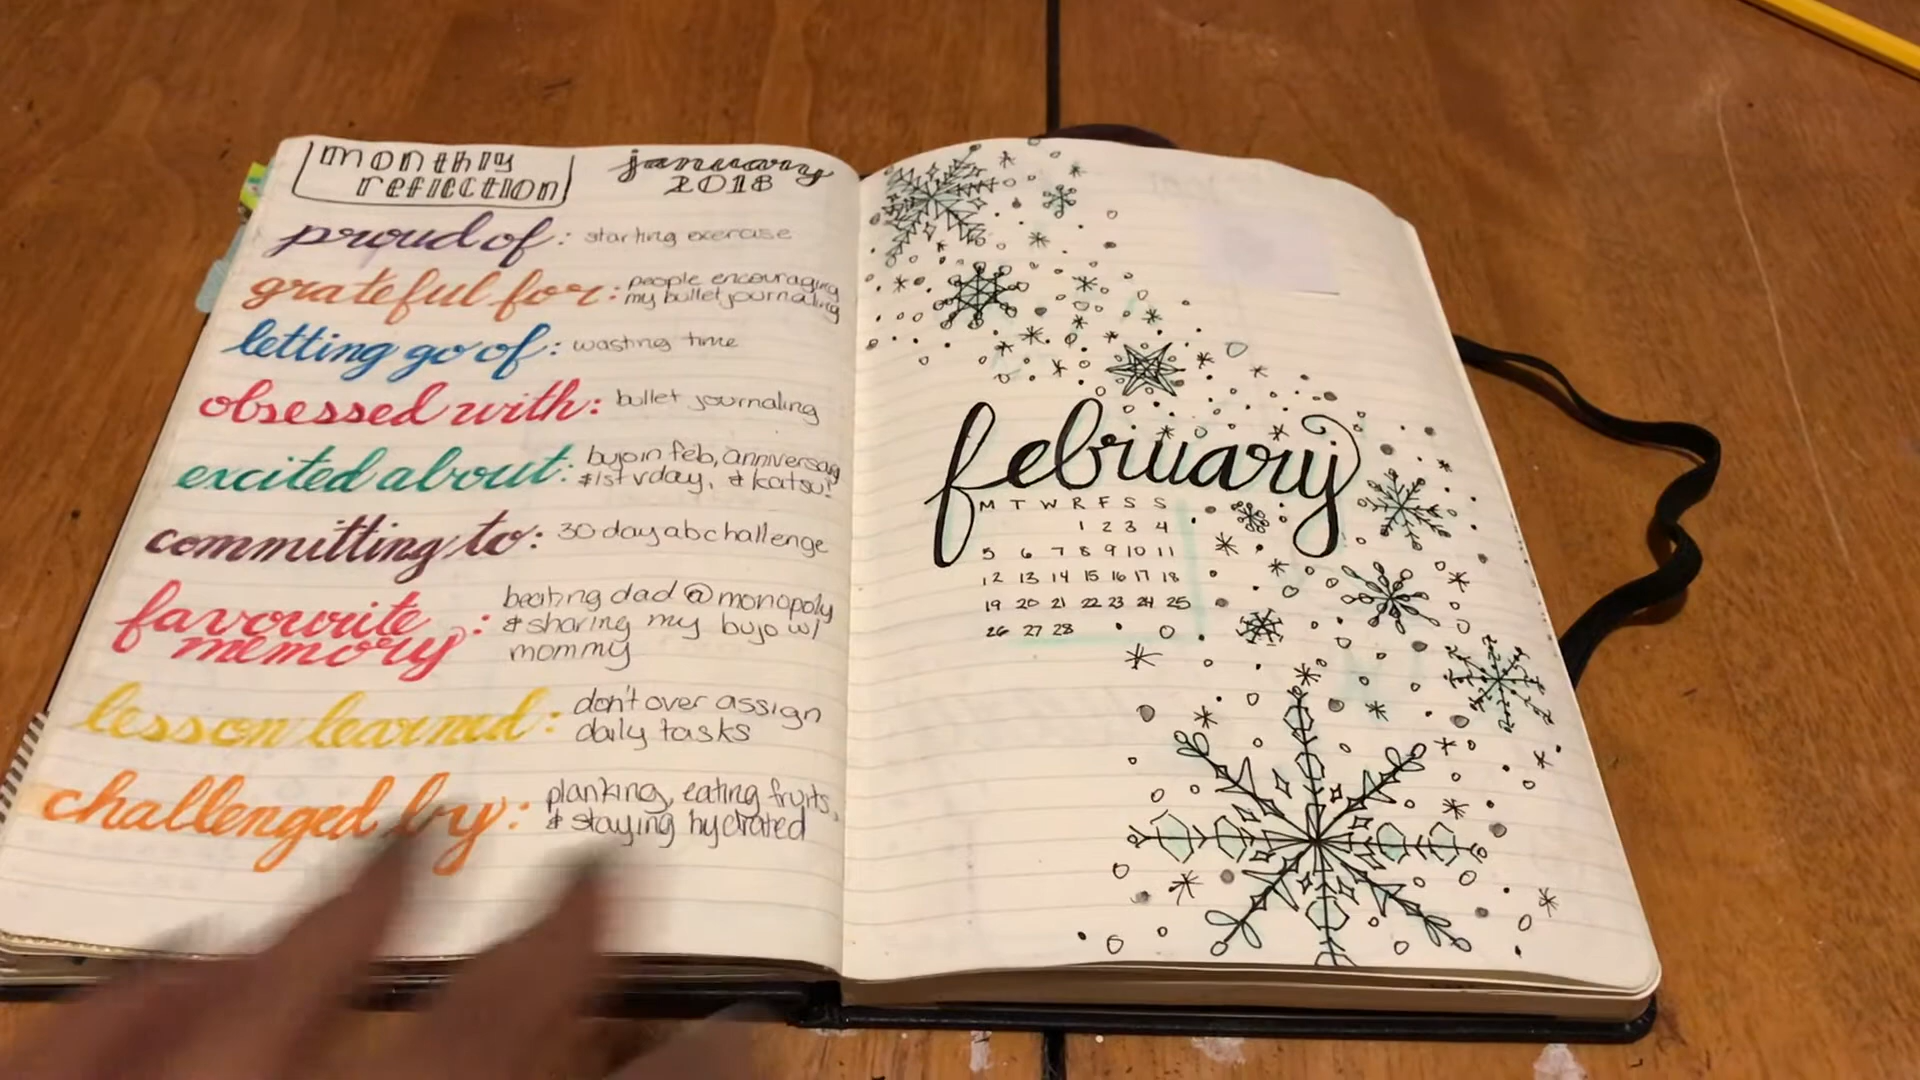 monthly
reflection
january
2018
proud of: starting exercise
grateful for: people encouraging
my bullet journaling
letting go of: wasting time
obsessed with: bullet journaling
excited about: bujo in feb, anniversary
& 1st vday, & katsu!
committing to: 30 day ab challenge
favourite
memory: beating dad @ monopoly
& sharing my bujo w/
mommy
lesson learned: don't over assign
daily tasks
challenged by: planking, eating fruits,
& staying hydrated
february
M T W R F S S
1 2 3 4
5 6 7 8 9 10 11
12 13 14 15 16 17 18
19 20 21 22 23 24 25
26 27 28